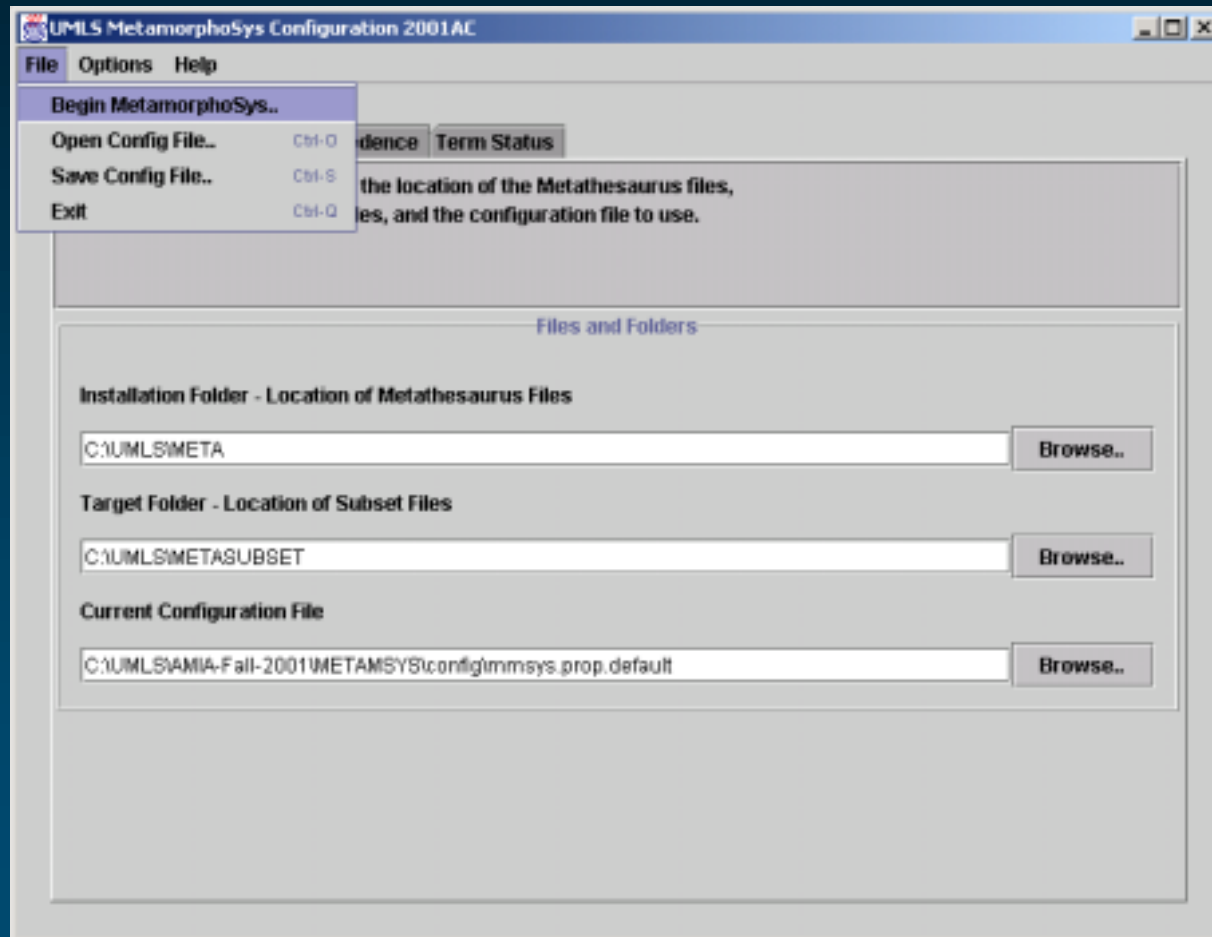 UMLS MetamorphoSys Configuration 2001AC
File Options Help
Begin MetamorphoSys..
Open Config File.. Ctrl-O
Save Config File.. Ctrl-S
Exit Ctrl-Q
dence Term Status
the location of the Metathesaurus files,
les, and the configuration file to use.
Files and Folders
Installation Folder - Location of Metathesaurus Files
C:\UMLS\META Browse..
Target Folder - Location of Subset Files
C:\UMLS\METASUBSET Browse..
Current Configuration File
C:\UMLS\AMIA-Fall-2001\METAMSYS\config\mmsys.prop.default Browse..